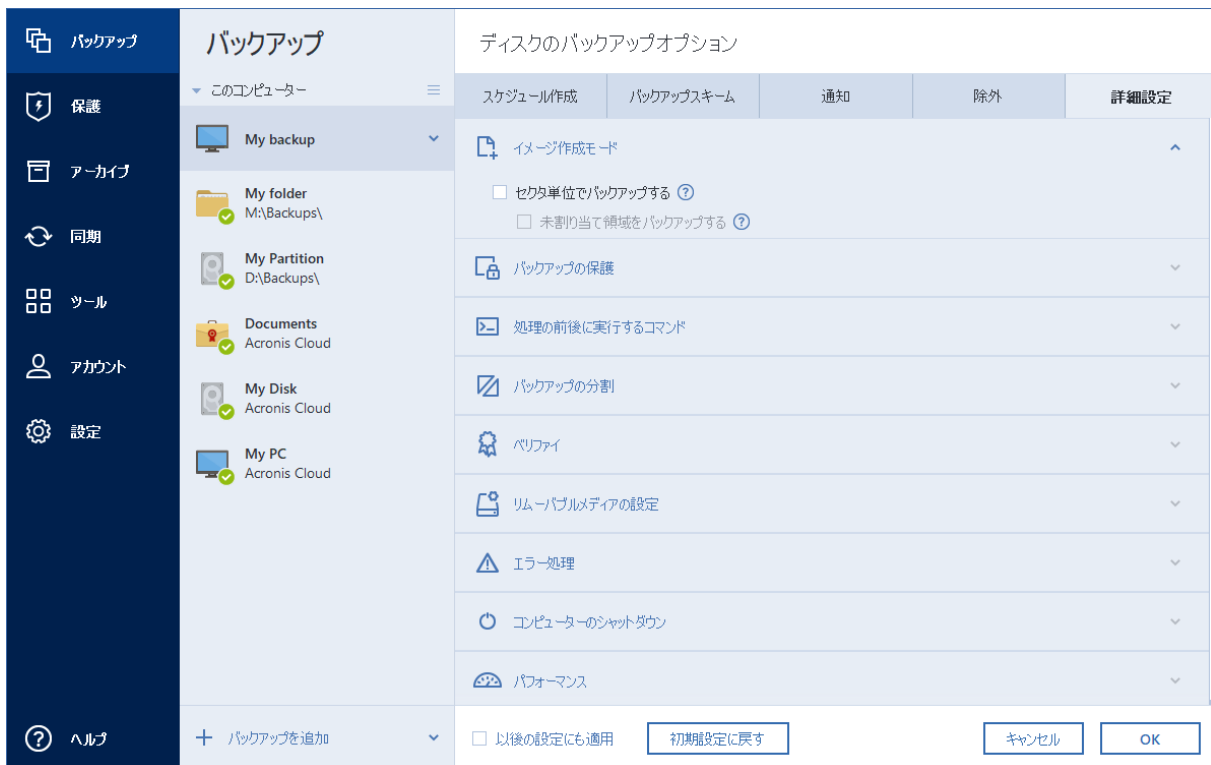 バックアップ
保護
アーカイブ
同期
ツール
アカウント
設定
ヘルプ
バックアップ
このコンピューター
My backup
My folder
M:\Backups\
My Partition
D:\Backups\
Documents
Acronis Cloud
My Disk
Acronis Cloud
My PC
Acronis Cloud
バックアップを追加
ディスクのバックアップオプション
スケジュール作成 バックアップスキーム 通知 除外 詳細設定
イメージ作成モード
セクタ単位でバックアップする ?
未割り当て領域をバックアップする ?
バックアップの保護
処理の前後に実行するコマンド
バックアップの分割
ベリファイ
リムーバブルメディアの設定
エラー処理
コンピューターのシャットダウン
パフォーマンス
以後の設定にも適用 初期設定に戻す キャンセル OK